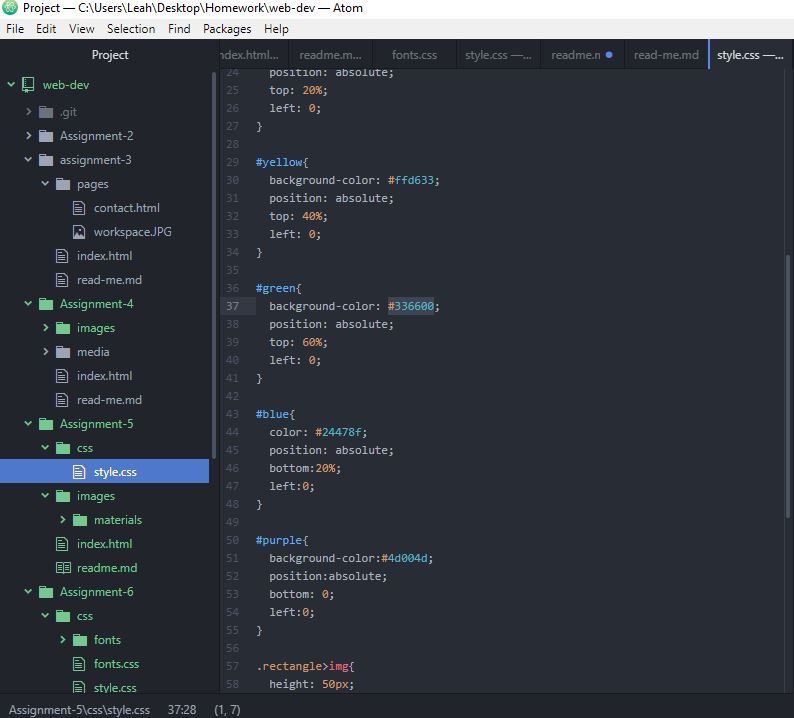 Project — C:\Users\Leah\Desktop\Homework\web-dev — Atom
File Edit View Selection Find Packages Help
Project
ndex.html... readme.m... fonts.css style.css —... readme.n read-me.md style.css —...
web-dev
.git
Assignment-2
assignment-3
pages
contact.html
workspace.JPG
index.html
read-me.md
Assignment-4
images
media
index.html
read-me.md
Assignment-5
css
style.css
images
materials
index.html
readme.md
Assignment-6
css
fonts
fonts.css
style.css
24 position: absolute;
25 top: 20%;
26 left: 0;
27 }
28
29 #yellow{
30 background-color: #ffd633;
31 position: absolute;
32 top: 40%;
33 left: 0;
34 }
35
36 #green{
37 background-color: #336600;
38 position: absolute;
39 top: 60%;
40 left: 0;
41 }
42
43 #blue{
44 color: #24478f;
45 position: absolute;
46 bottom:20%;
47 left:0;
48 }
49
50 #purple{
51 background-color:#4d004d;
52 position:absolute;
53 bottom: 0;
54 left:0;
55 }
56
57 .rectangle>img{
58 height: 50px;
Assignment-5\css\style.css 37:28 (1, 7)